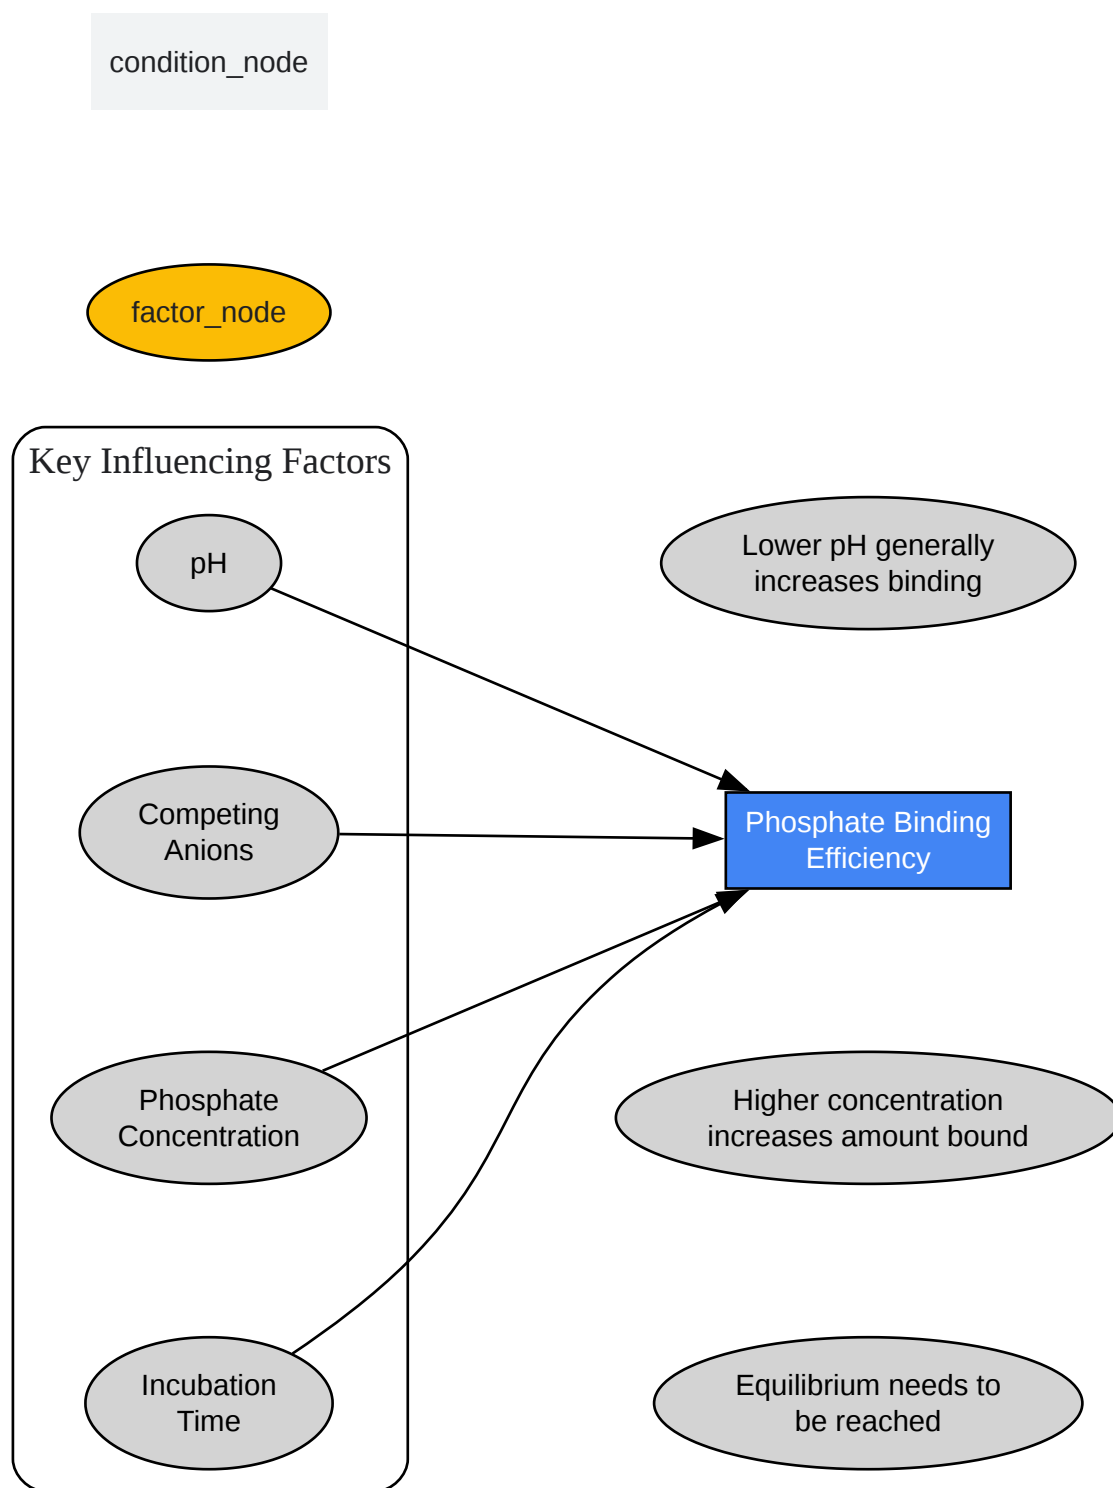 condition_node
factor_node
Key Influencing Factors
pH
Lower pH generally
increases binding
Competing
Anions
Phosphate Binding
Efficiency
Phosphate
Concentration
Higher concentration
increases amount bound
Incubation
Time
Equilibrium needs to
be reached